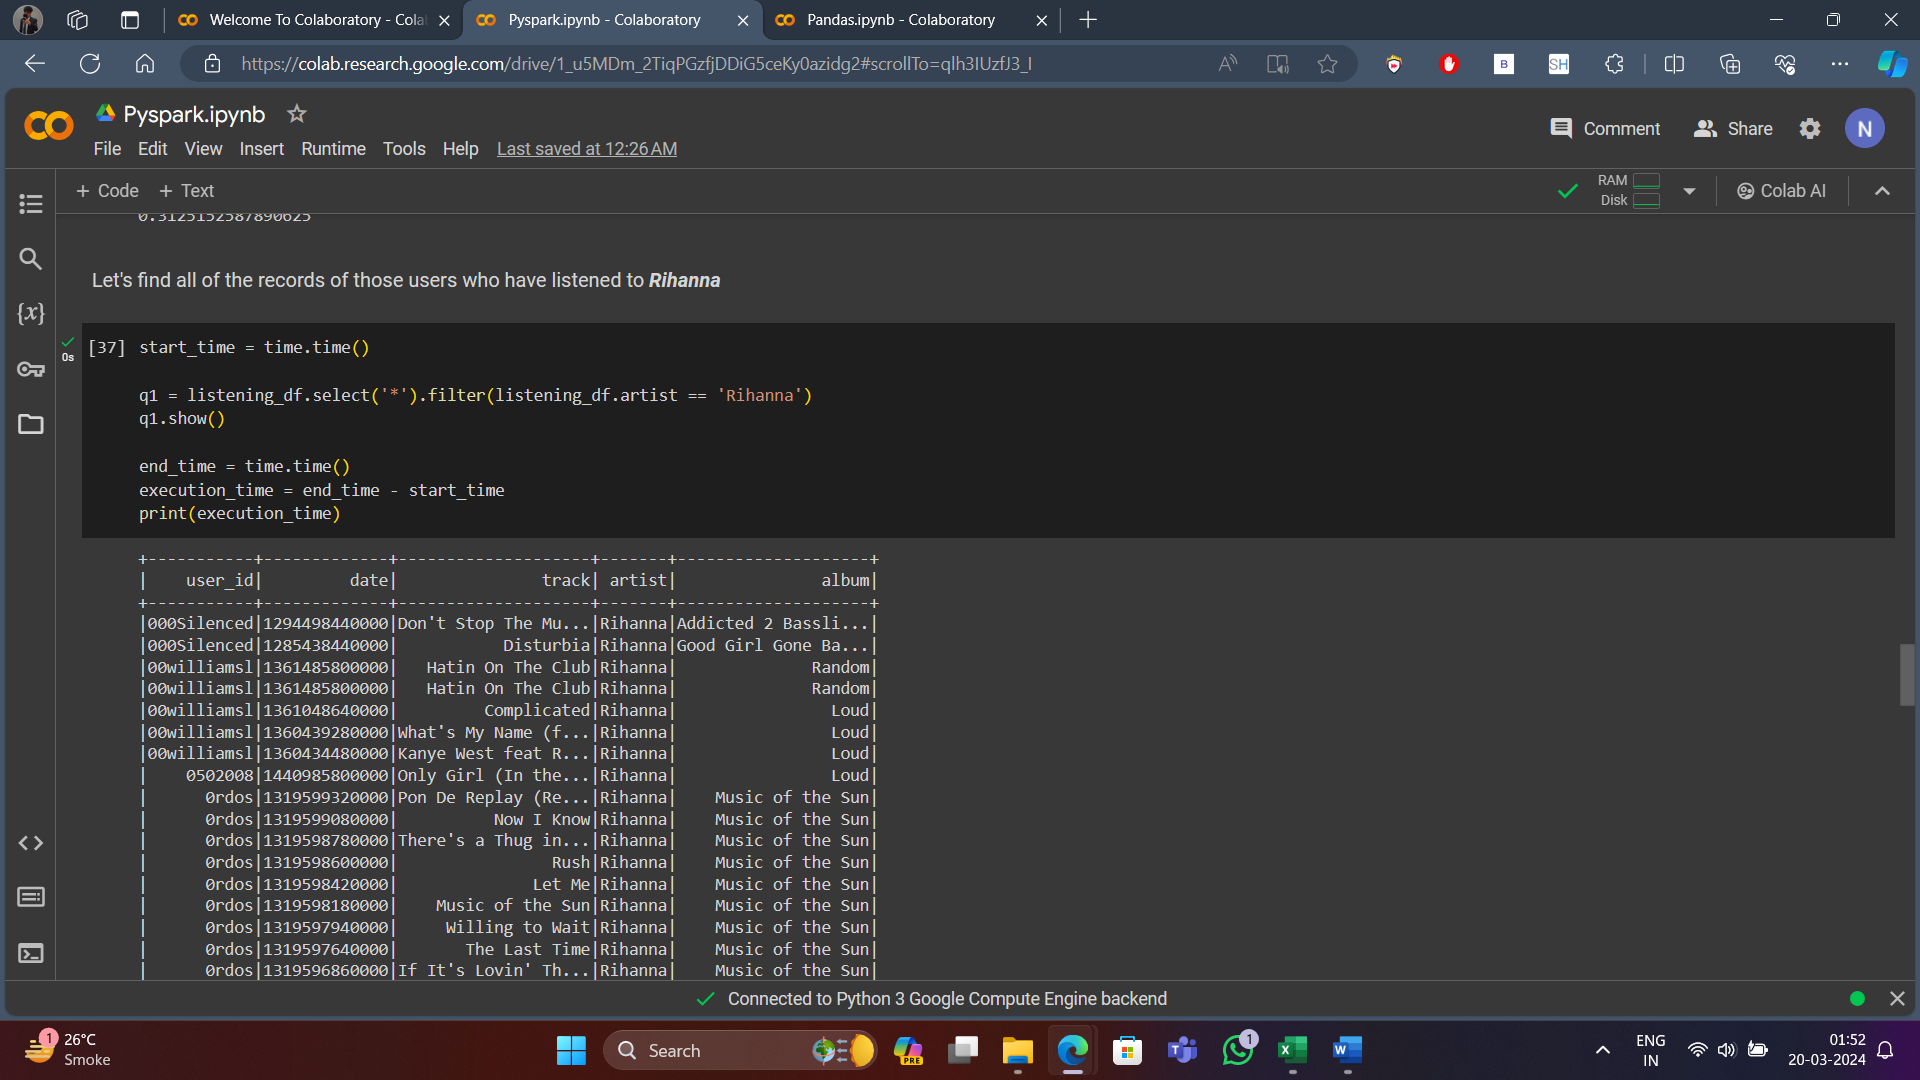 Welcome To Colaboratory - Cola
Pyspark.ipynb - Colaboratory
Pandas.ipynb - Colaboratory
https://colab.research.google.com/drive/1_u5MDm_2TiqPGzfjDDiG5ceKy0azidg2#scrollTo=qlh3IUzfJ3_I
Pyspark.ipynb
Comment
Share
N
File Edit View Insert Runtime Tools Help Last saved at 12:26 AM
+ Code + Text
RAM
Disk
Colab AI
0.3125152587890625
Let's find all of the records of those users who have listened to Rihanna
0s
[37] start_time = time.time()
q1 = listening_df.select('*').filter(listening_df.artist == 'Rihanna')
q1.show()
end_time = time.time()
execution_time = end_time - start_time
print(execution_time)
+-----------+-------------+--------------------+-------+--------------------+
|    user_id|         date|               track| artist|               album|
+-----------+-------------+--------------------+-------+--------------------+
|000Silenced|1294498440000|Don't Stop The Mu...|Rihanna|Addicted 2 Bassli...|
|000Silenced|1285438440000|           Disturbia|Rihanna|Good Girl Gone Ba...|
|00williamsl|1361485800000|   Hatin On The Club|Rihanna|              Random|
|00williamsl|1361485800000|   Hatin On The Club|Rihanna|              Random|
|00williamsl|1361048640000|         Complicated|Rihanna|                Loud|
|00williamsl|1360439280000|What's My Name (f...|Rihanna|                Loud|
|00williamsl|1360434480000|Kanye West feat R...|Rihanna|                Loud|
|    0502008|1440985800000|Only Girl (In the...|Rihanna|                Loud|
|      0rdos|1319599320000|Pon De Replay (Re...|Rihanna|    Music of the Sun|
|      0rdos|1319599080000|          Now I Know|Rihanna|    Music of the Sun|
|      0rdos|1319598780000|There's a Thug in...|Rihanna|    Music of the Sun|
|      0rdos|1319598600000|                Rush|Rihanna|    Music of the Sun|
|      0rdos|1319598420000|              Let Me|Rihanna|    Music of the Sun|
|      0rdos|1319598180000|    Music of the Sun|Rihanna|    Music of the Sun|
|      0rdos|1319597940000|     Willing to Wait|Rihanna|    Music of the Sun|
|      0rdos|1319597640000|       The Last Time|Rihanna|    Music of the Sun|
|      0rdos|1319596860000|If It's Lovin' Th...|Rihanna|    Music of the Sun|
Connected to Python 3 Google Compute Engine backend
1
26°C
Smoke
Search
PRE
1
ENG
IN
01:52
20-03-2024